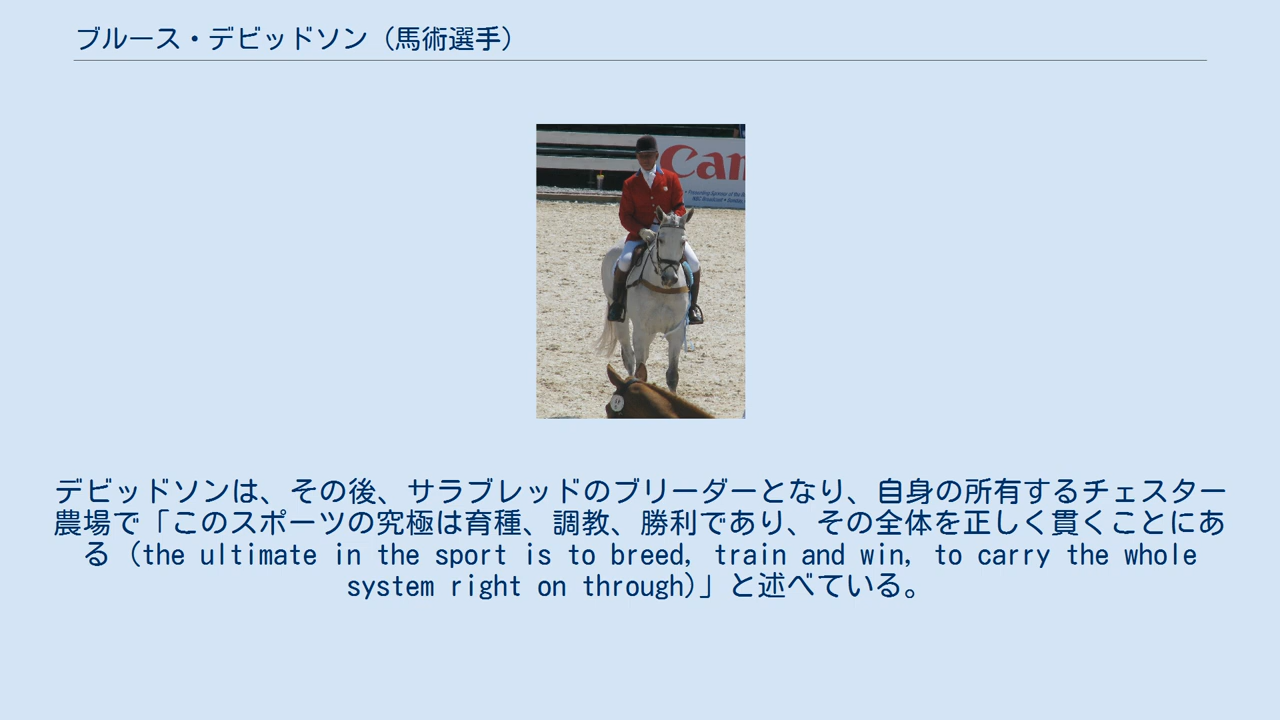 ブルース・デビッドソン（馬術選手）
Can
デビッドソンは、その後、サラブレッドのブリーダーとなり、自身の所有するチェスター
農場で「このスポーツの究極は育種、調教、勝利であり、その全体を正しく貫くことにあ
る（the ultimate in the sport is to breed, train and win, to carry the whole
system right on through)」と述べている。